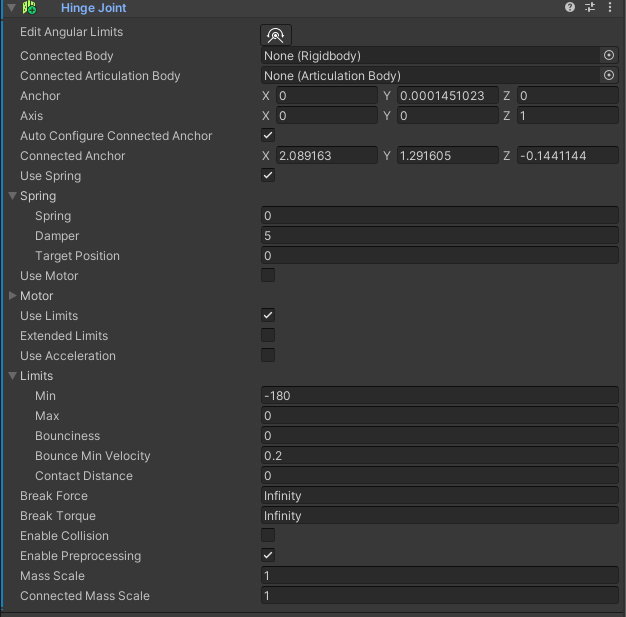 Hinge Joint
Edit Angular Limits
Connected Body None (Rigidbody)
Connected Articulation Body None (Articulation Body)
Anchor X 0 Y 0.0001451023 Z 0
Axis X 0 Y 0 Z 1
Auto Configure Connected Anchor
Connected Anchor X 2.089163 Y 1.291605 Z -0.1441144
Use Spring
Spring
Spring 0
Damper 5
Target Position 0
Use Motor
Motor
Use Limits
Extended Limits
Use Acceleration
Limits
Min -180
Max 0
Bounciness 0
Bounce Min Velocity 0.2
Contact Distance 0
Break Force Infinity
Break Torque Infinity
Enable Collision
Enable Preprocessing
Mass Scale 1
Connected Mass Scale 1